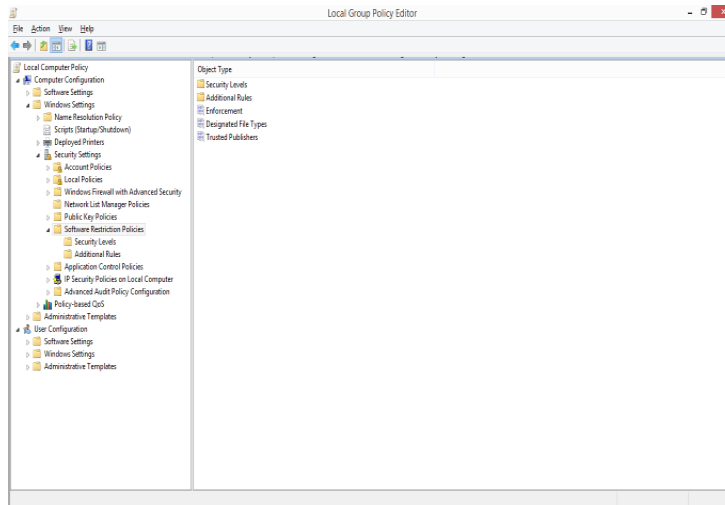 Local Group Policy Editor
File Action View Help
Local Computer Policy
Computer Configuration
Software Settings
Windows Settings
Name Resolution Policy
Scripts (Startup/Shutdown)
Deployed Printers
Security Settings
Account Policies
Local Policies
Windows Firewall with Advanced Security
Network List Manager Policies
Public Key Policies
Software Restriction Policies
Security Levels
Additional Rules
Application Control Policies
IP Security Policies on Local Computer
Advanced Audit Policy Configuration
Policy-based QoS
Administrative Templates
User Configuration
Software Settings
Windows Settings
Administrative Templates
Object Type
Security Levels
Additional Rules
Enforcement
Designated File Types
Trusted Publishers